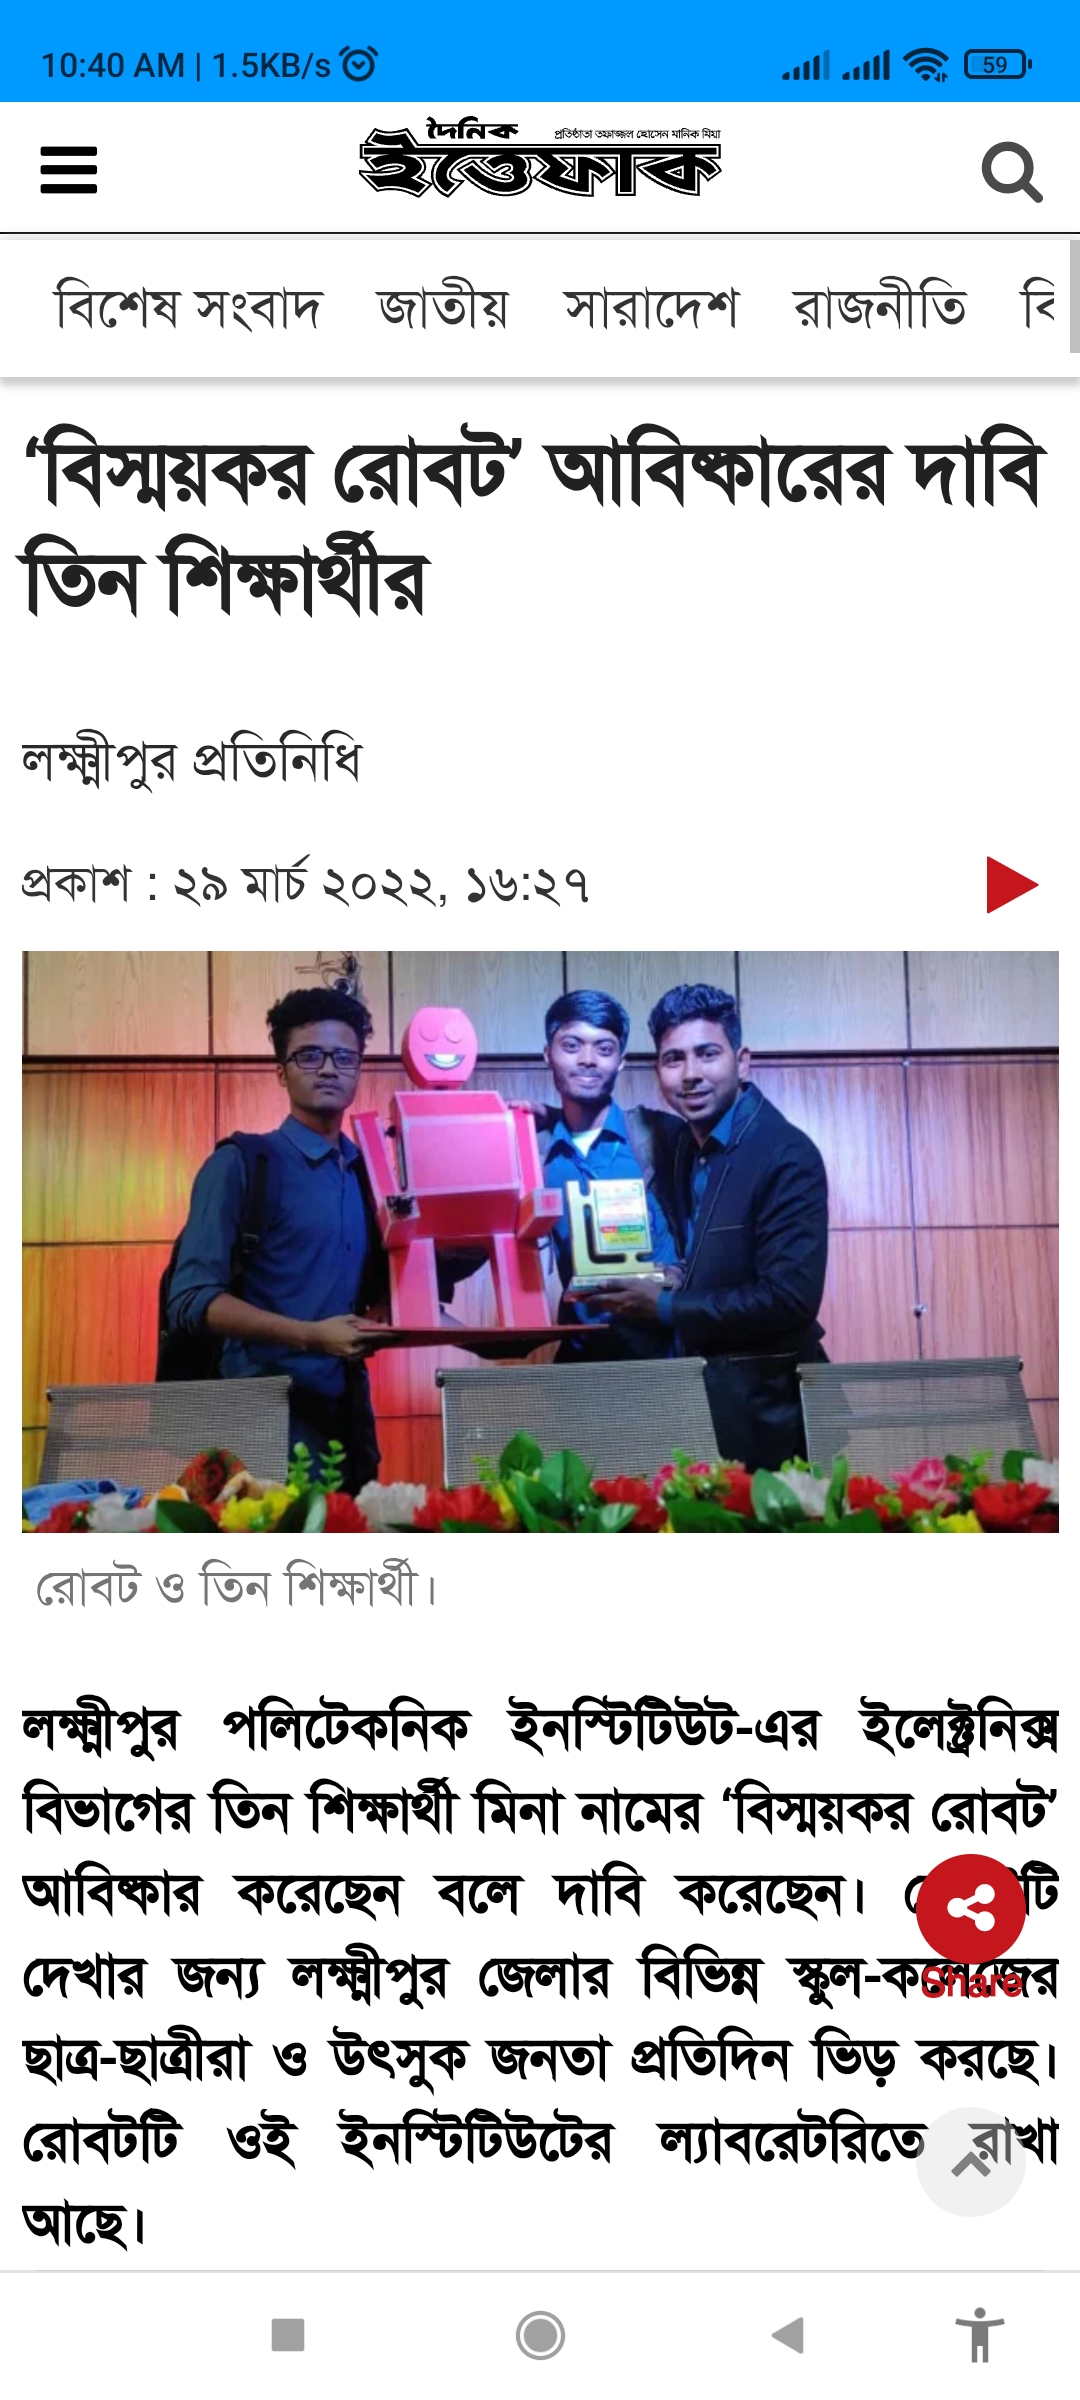 10:40 AM | 1.5KB/s
59
দৈনিক
প্রতিষ্ঠাতা তফাজ্জল হোসেন মানিক মিয়া
ইত্তেফাক
বিশেষ সংবাদ জাতীয় সারাদেশ রাজনীতি
‘বিস্ময়কর রোবট’ আবিষ্কারের দাবি
তিন শিক্ষার্থীর
লক্ষ্মীপুর প্রতিনিধি
প্রকাশ : ২৯ মার্চ ২০২২, ১৬:২৭
রোবট ও তিন শিক্ষার্থী।
লক্ষ্মীপুর পলিটেকনিক ইনস্টিটিউট-এর ইলেক্ট্রনিক্স
বিভাগের তিন শিক্ষার্থী মিনা নামের ‘বিস্ময়কর রোবট’
আবিষ্কার করেছেন বলে দাবি করেছেন।
দেখার জন্য লক্ষ্মীপুর জেলার বিভিন্ন স্কুল-কলেজের
Share
ছাত্র-ছাত্রীরা ও উৎসুক জনতা প্রতিদিন ভিড় করছে।
রোবটটি ওই ইনস্টিটিউটের ল্যাবরেটরিতে রাখা
আছে।